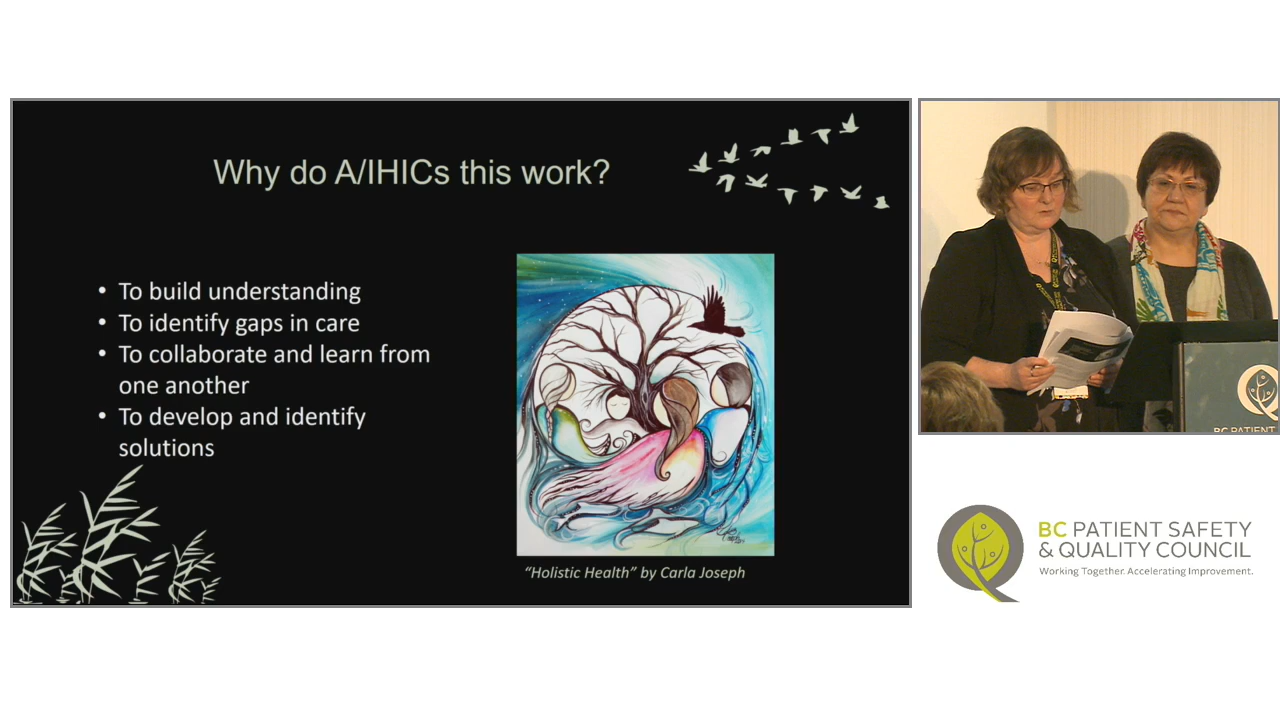 Why do A/IHICs this work?
• To build understanding
• To identify gaps in care
• To collaborate and learn from
one another
• To develop and identify
solutions
"Holistic Health" by Carla Joseph
BC PATIENT
BC PATIENT SAFETY
& QUALITY COUNCIL
Working Together. Accelerating Improvement.